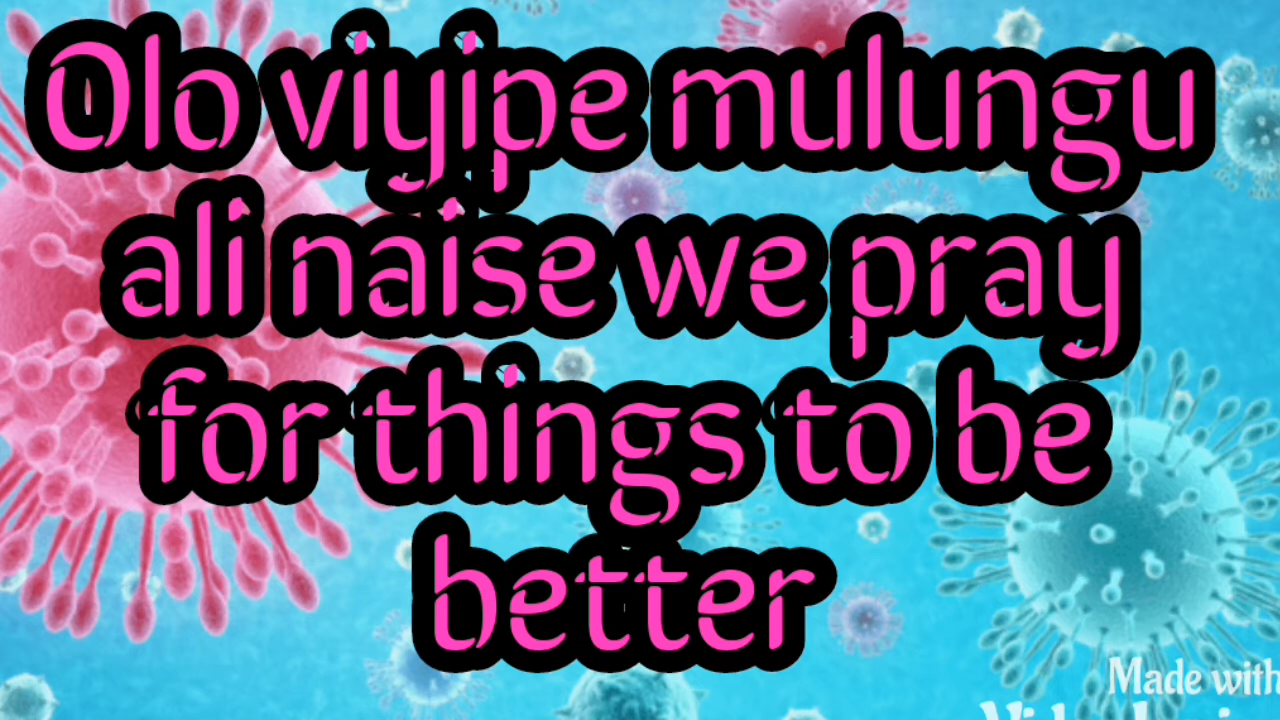 Olo viyipe mulungu
ali naise we pray
for things to be
better
Made with